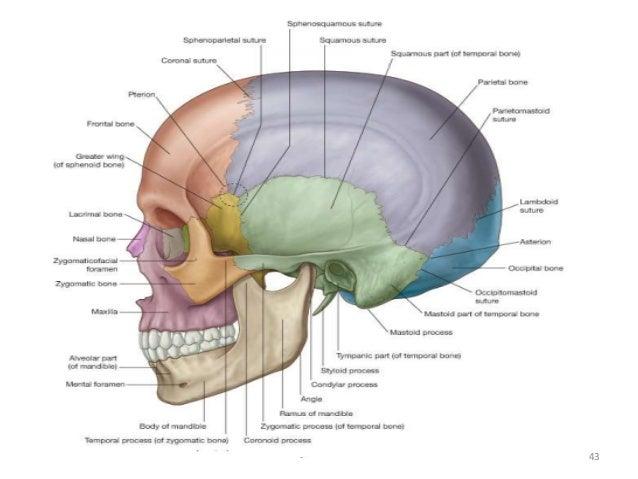 Sphenosquamous suture
Sphenoparietal suture
Squamous suture
Squamous part (of temporal bone)
Coronal suture
Parietal bone
Pterion
Parietomastoid
suture
Frontal bone
Greater wing
(of sphenoid bone)
Lambdoid
suture
Lacrimal bone
Nasal bone
Asterion
Zygomaticofacial
foramen
Occipital bone
Zygomatic bone
Occipitomastoid
suture
Maxilla
Mastoid part of temporal bone
Mastoid process
Tympanic part (of temporal bone)
Alveolar part
(of mandible)
Styloid process
Mental foramen
Condylar process
Angle
Ramus of mandible
Body of mandible
Zygomatic process (of temporal bone)
Temporal process (of zygomatic bone)
Coronoid process
43